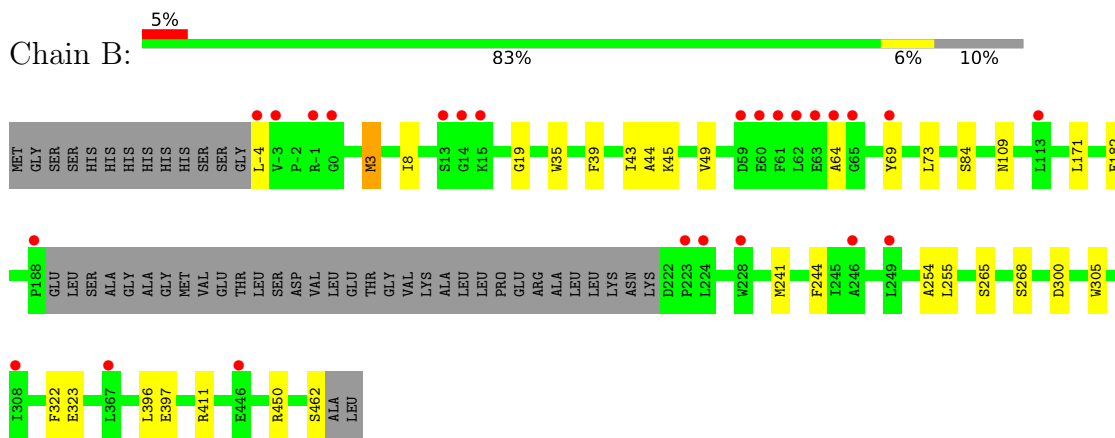 5%
Chain B:
83% 6% 10%
MET GLY SER SER HIS HIS HIS HIS HIS HIS SER SER GLY L-4 V-3 P-2 R-1 G0 M3 I8 S13 G14 K15 G19 W35 F39 I43 A44 K45 V49 D59 E60 F61 L62 E63 A64 G65 Y69 L73 S84 N109 L113 L171
P188 GLU LEU SER ALA GLY ALA GLY MET VAL GLU THR LEU SER ASP VAL LEU GLU THR GLY VAL LYS ALA LEU LEU PRO GLU ARG ALA LEU LEU LYS ASN LYS D222 P223 L224 W228 M241 F244 I245 A246 L249 A254 L255 S265 S268 D300 W305
I308 F322 E323 L367 L396 E397 R411 E446 R450 S462 ALA LEU